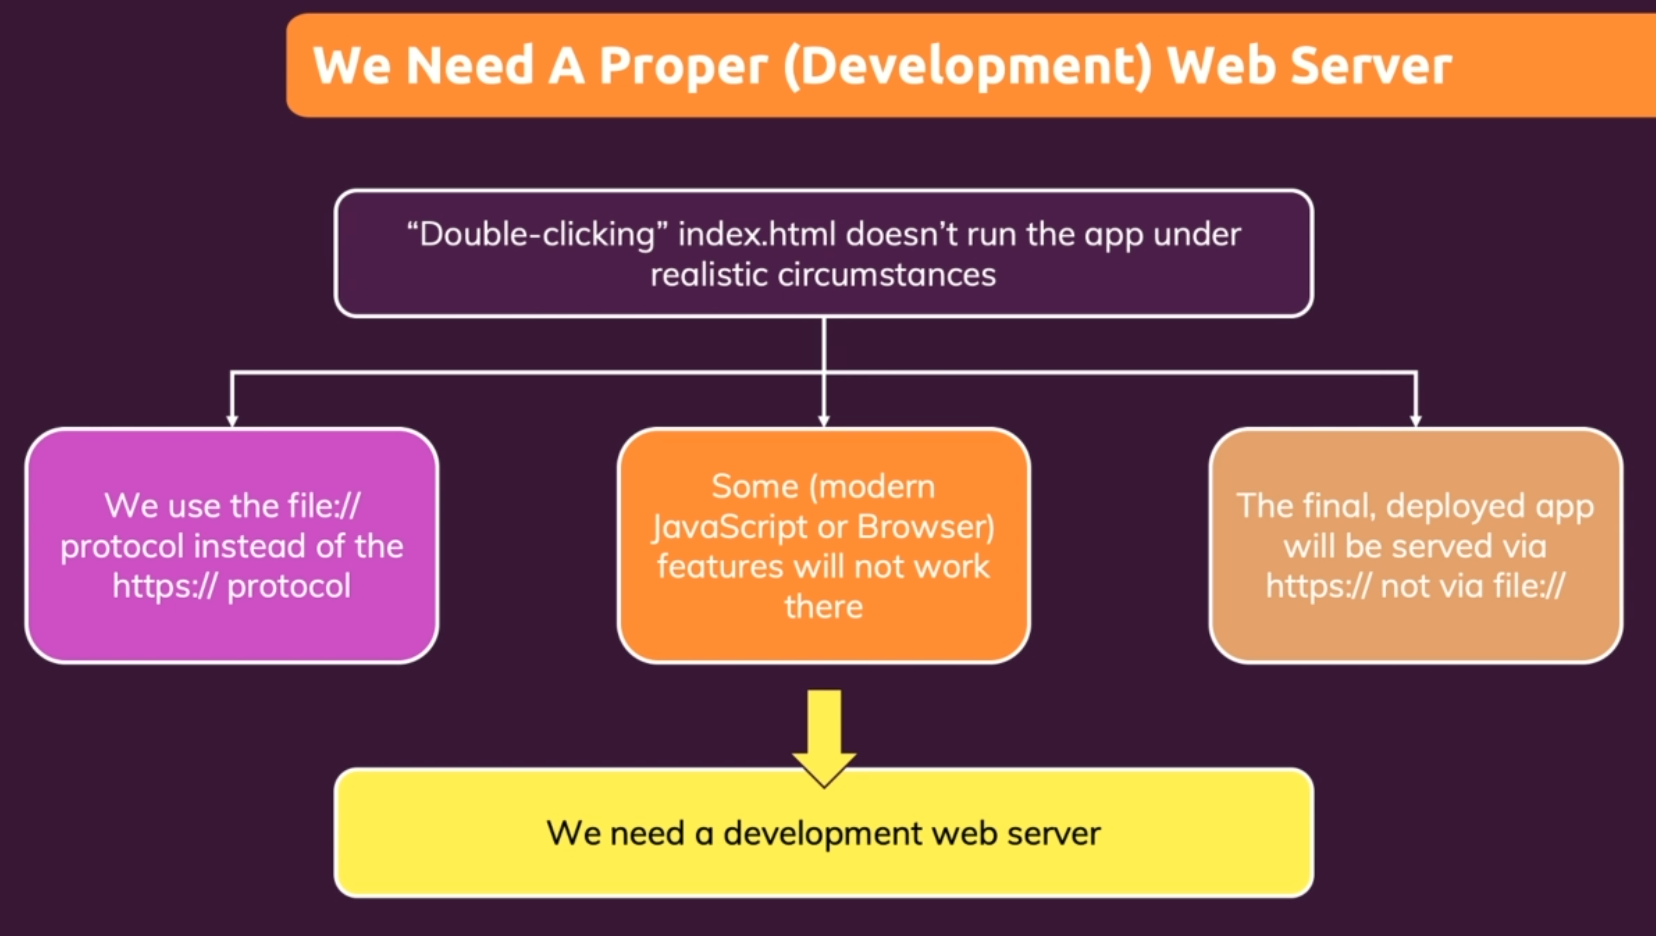 We Need A Proper (Development) Web Server
“Double-clicking” index.html doesn’t run the app under
realistic circumstances
We use the file://
protocol instead of the
https:// protocol
Some (modern
JavaScript or Browser)
features will not work
there
The final, deployed app
will be served via
https:// not via file://
We need a development web server